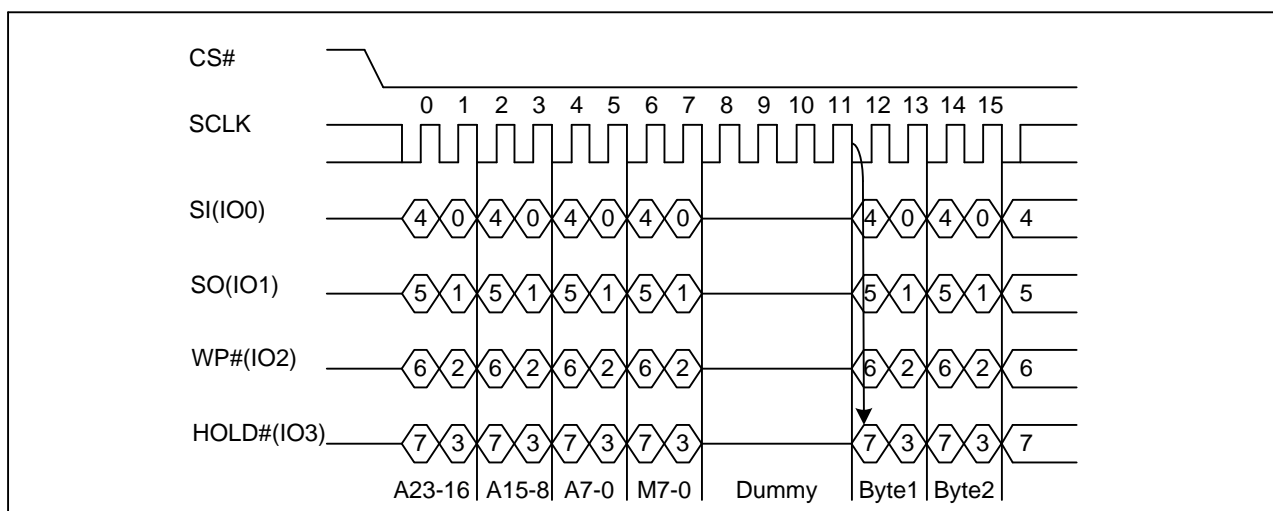 CS#
0 1 2 3 4 5 6 7 8 9 10 11 12 13 14 15
SCLK
SI(IO0) 4 0 4 0 4 0 4 0 4 0 4 0 4
SO(IO1) 5 1 5 1 5 1 5 1 5 1 5 1 5
WP#(IO2) 6 2 6 2 6 2 6 2 6 2 6 2 6
HOLD#(IO3) 7 3 7 3 7 3 7 3 7 3 7 3 7
A23-16 A15-8 A7-0 M7-0 Dummy Byte1 Byte2